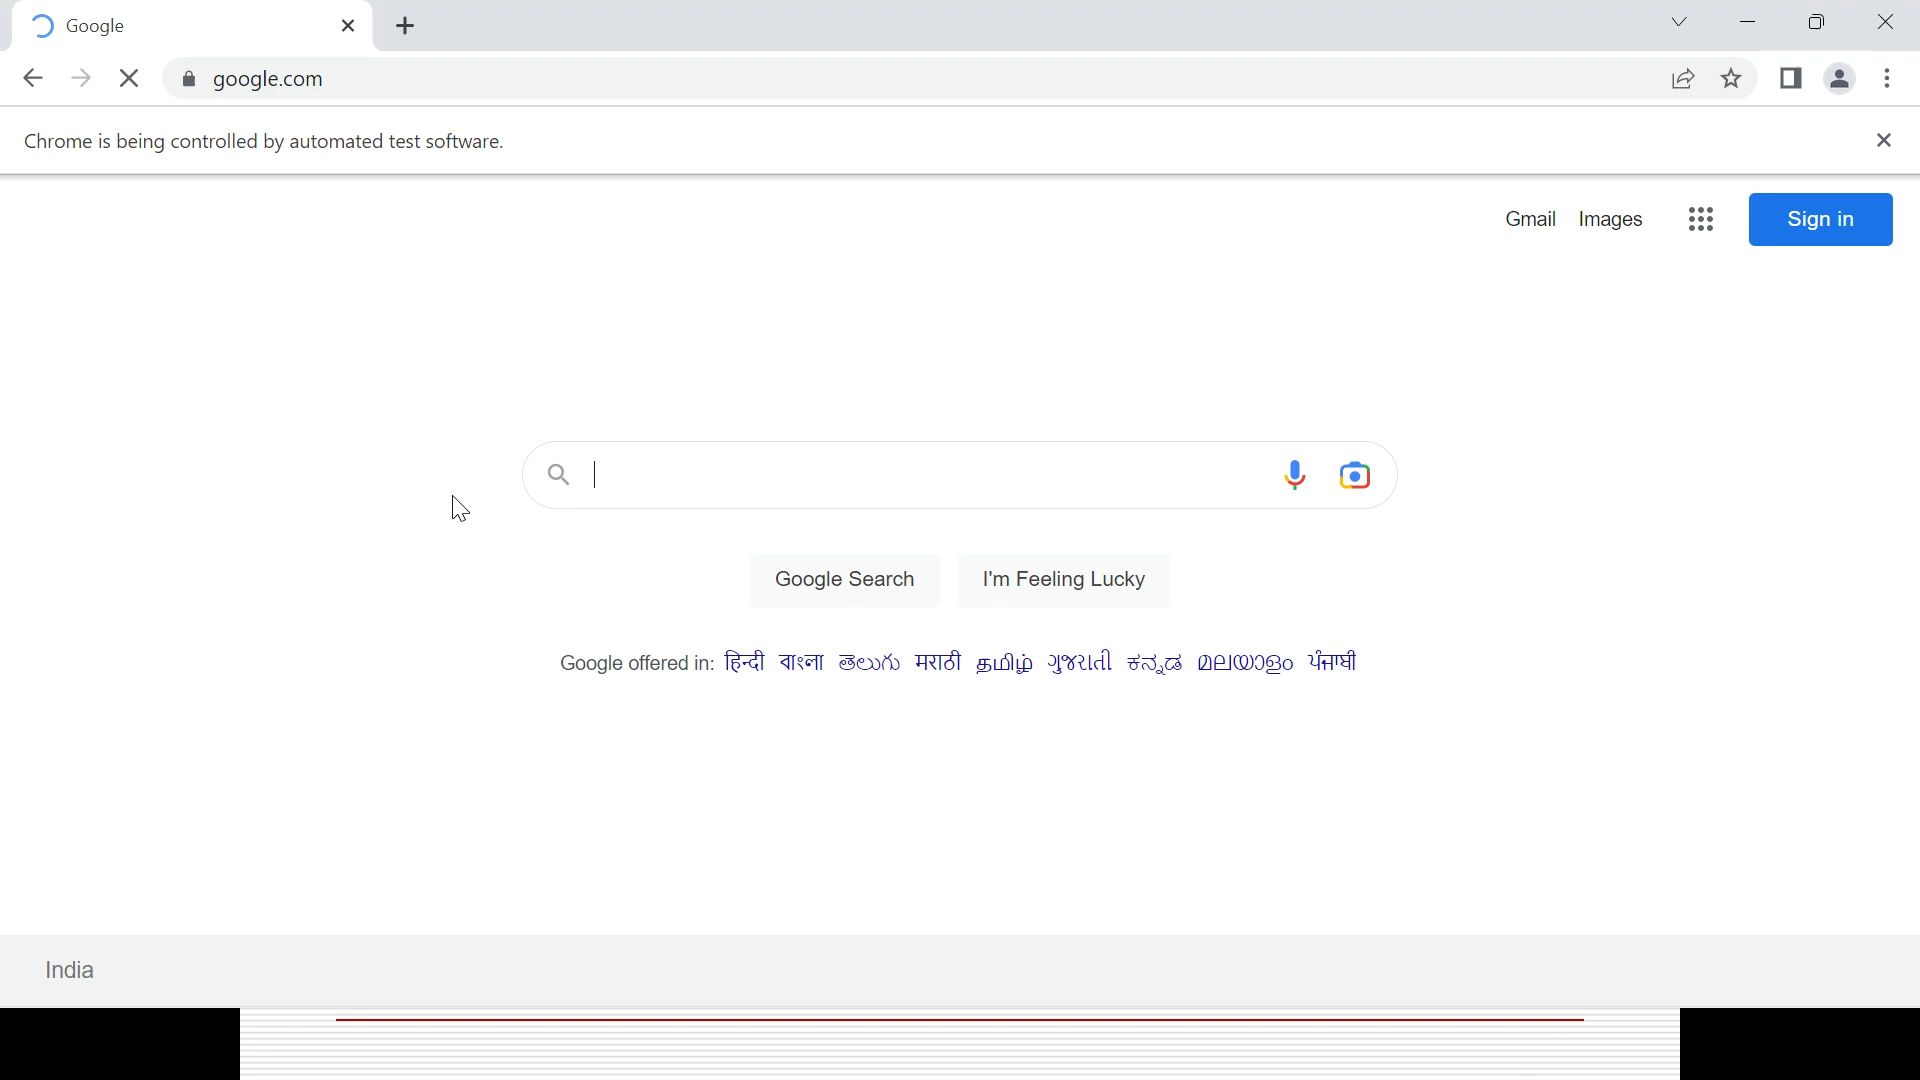 Google
google.com
Chrome is being controlled by automated test software.
Gmail Images Sign in
Google Search I'm Feeling Lucky
Google offered in: हिन्दी বাংলা తెలుగు मराठी தமிழ் ગુજરાતી ಕನ್ನಡ മലയാളം ਪੰਜਾਬੀ
India